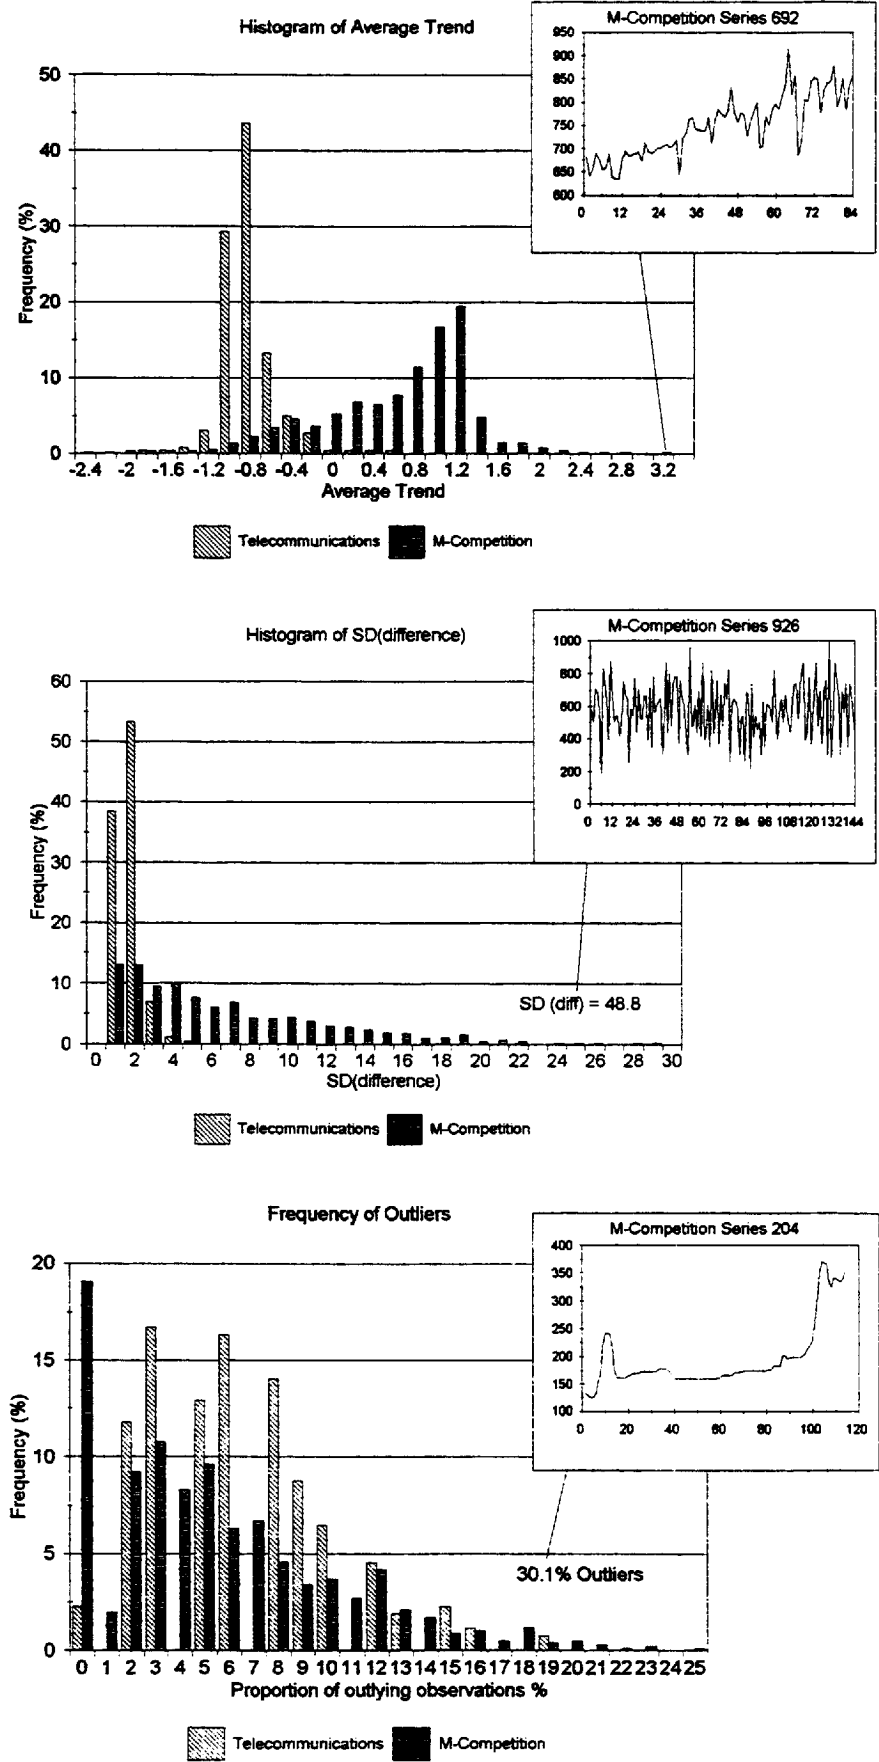 Histogram of Average Trend
M-Competition Series 692
950
900
850
800
750
700
650
600
0 12 24 36 48 60 72 84
50
40
30
20
10
0
Frequency (%)
-2.4 -2 -1.6 -1.2 -0.8 -0.4 0 0.4 0.8 1.2 1.6 2 2.4 2.8 3.2
Average Trend
Telecommunications M-Competition
Histogram of SD(difference)
M-Competition Series 926
1000
800
600
400
200
0
0 12 24 36 48 60 72 84 96 108 120 132 144
60
50
40
30
20
10
0
Frequency (%)
SD (diff) = 48.8
0 2 4 6 8 10 12 14 16 18 20 22 24 26 28 30
SD(difference)
Telecommunications M-Competition
Frequency of Outliers
M-Competition Series 204
400
350
300
250
200
150
100
0 20 40 60 80 100 120
20
15
10
5
0
Frequency (%)
30.1% Outliers
0 1 2 3 4 5 6 7 8 9 10 11 12 13 14 15 16 17 18 19 20 21 22 23 24 25
Proportion of outlying observations %
Telecommunications M-Competition